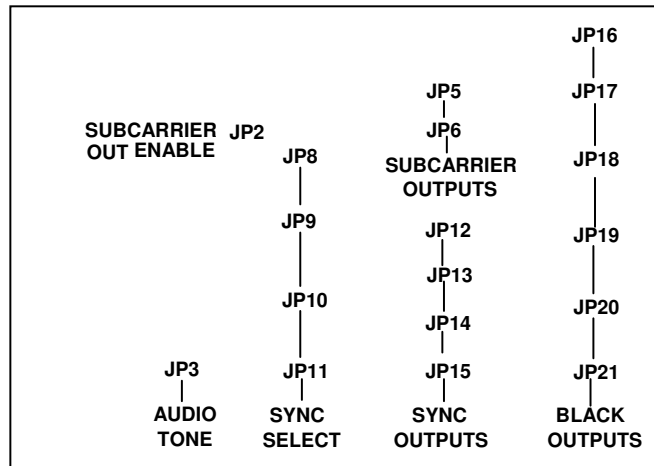 JP16
JP5
JP17
SUBCARRIER JP2
OUT ENABLE
JP6
JP8
SUBCARRIER
OUTPUTS
JP18
JP9
JP12
JP19
JP13
JP10
JP14
JP20
JP3
JP11
JP15
JP21
AUDIO
TONE
SYNC
SELECT
SYNC
OUTPUTS
BLACK
OUTPUTS